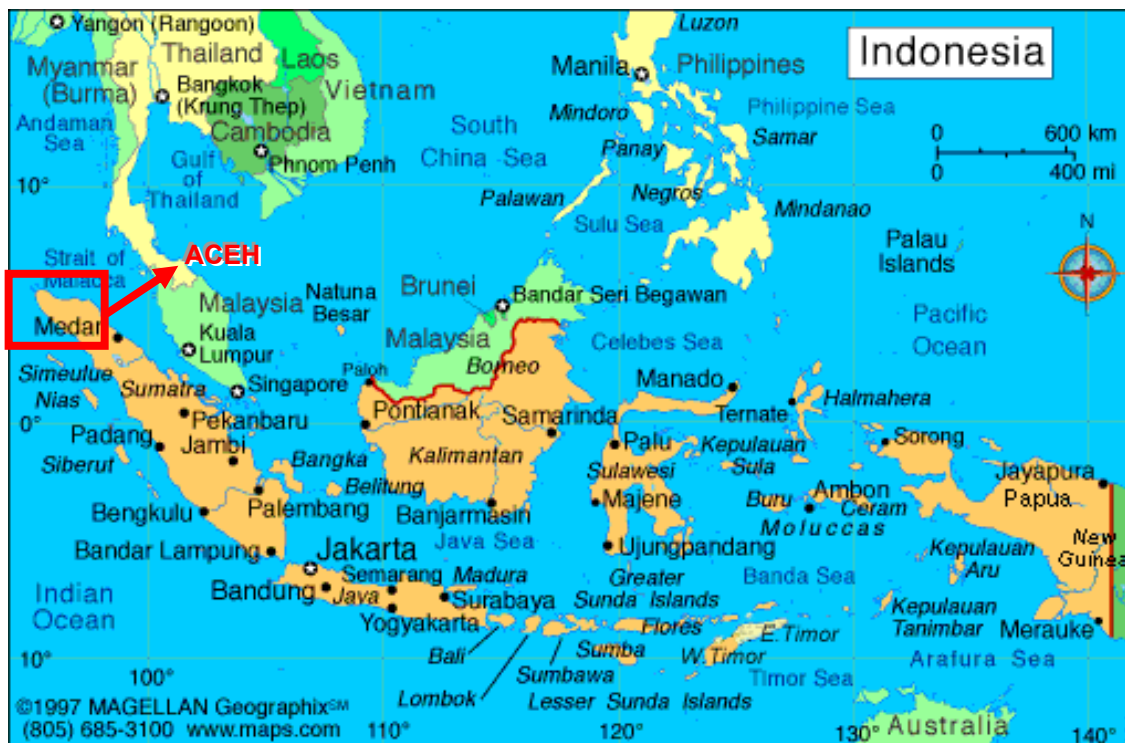 Yangon (Rangoon)
Thailand
Laos
Luzon
Indonesia
Myanmar
(Burma)
Bangkok
(Krung Thep)
Vietnam
Manila
Philippines
Andaman
Sea
Cambodia
Phnom Penh
South
China Sea
Mindoro
Philippine Sea
Samar
Panay
0
600 km
0
400 mi
Gulf
of
Thailand
10°
Palawan
Negros
Sulu Sea
Mindanao
N
Palau
Islands
ACEH
Strait of
Malacca
Malaysia
Natuna
Besar
Brunei
Bandar Seri Begawan
Pacific
Ocean
Medan
Kuala
Lumpur
Malaysia
Celebes Sea
Borneo
Simeulue
Nias
Sumatra
Singapore
Paloh
Manado
Halmahera
Ternate
0°
Pekanbaru
Pontianak
Samarinda
Padang
Jambi
Palu
Kepulauan
Sula
Sorong
Siberut
Bangka
Belitung
Kalimantan
Sulawesi
Jayapura
Papua
Bengkulu
Palembang
Banjarmasin
Majene
Buru
Ambon
Ceram
Moluccas
Java Sea
Bandar Lampung
Jakarta
Ujungpandang
Kepulauan
Aru
New
Guinea
Bandung
Semarang
Java
Madura
Surabaya
Greater
Sunda Islands
Banda Sea
Indian
Ocean
Yogyakarta
Bali
Flores
E.Timor
Kepulauan
Tanimbar
Merauke
10°
100°
Lombok
Sumbawa
Sumba
W.Timor
Timor Sea
Arafura Sea
Lesser Sunda Islands
©1997 MAGELLAN Geographix℠
(805) 685-3100 www.maps.com
110°
120°
130°
Australia
140°